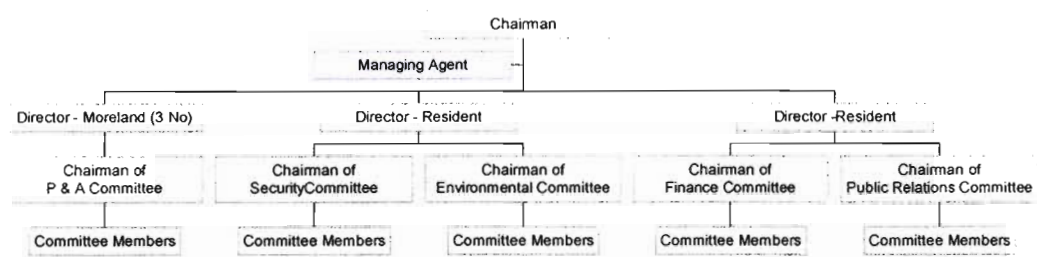 Chairman
Managing Agent
Director - Moreland (3 No)
Director - Resident
Director -Resident
Chairman of
P & A Committee
Chairman of
SecurityCommittee
Chairman of
Environmental Committee
Chairman of
Finance Committee
Chairman of
Public Relations Committee
Committee Members
Committee Members
Committee Members
Committee Members
Committee Members